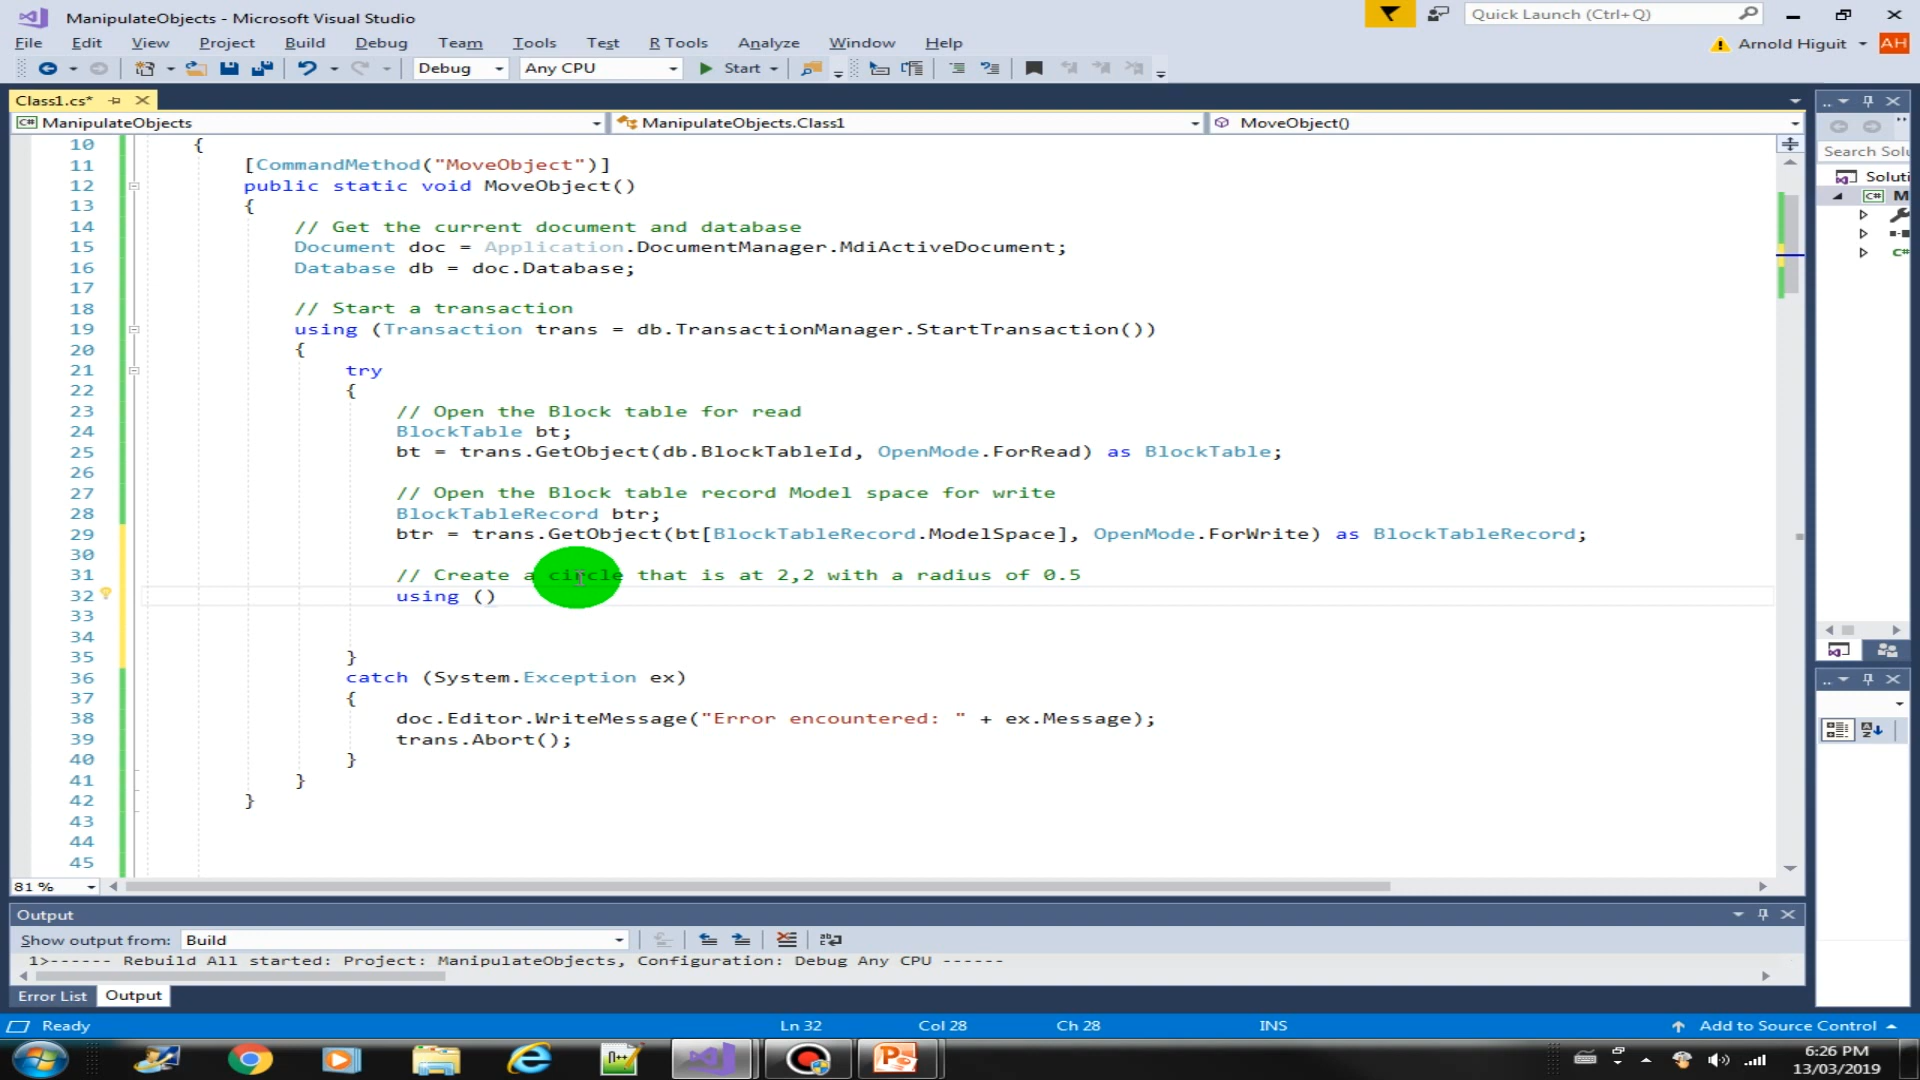 ManipulateObjects - Microsoft Visual Studio
Quick Launch (Ctrl+Q)
File Edit View Project Build Debug Team Tools Test R Tools Analyze Window Help
Arnold Higuit AH
Debug Any CPU Start
Class1.cs*
ManipulateObjects ManipulateObjects.Class1 MoveObject()
Search Solu
Soluti
M
10 {
11 [CommandMethod("MoveObject")]
12 public static void MoveObject()
13 {
14 // Get the current document and database
15 Document doc = Application.DocumentManager.MdiActiveDocument;
16 Database db = doc.Database;
17
18 // Start a transaction
19 using (Transaction trans = db.TransactionManager.StartTransaction())
20 {
21 try
22 {
23 // Open the Block table for read
24 BlockTable bt;
25 bt = trans.GetObject(db.BlockTableId, OpenMode.ForRead) as BlockTable;
26
27 // Open the Block table record Model space for write
28 BlockTableRecord btr;
29 btr = trans.GetObject(bt[BlockTableRecord.ModelSpace], OpenMode.ForWrite) as BlockTableRecord;
30
31 // Create a circle that is at 2,2 with a radius of 0.5
32 using ()
33
34
35 }
36 catch (System.Exception ex)
37 {
38 doc.Editor.WriteMessage("Error encountered: " + ex.Message);
39 trans.Abort();
40 }
41 }
42 }
43
44
45
81 %
Output
Show output from: Build
1>------ Rebuild All started: Project: ManipulateObjects, Configuration: Debug Any CPU ------
Error List Output
Ready Ln 32 Col 28 Ch 28 INS Add to Source Control
6:26 PM
13/03/2019